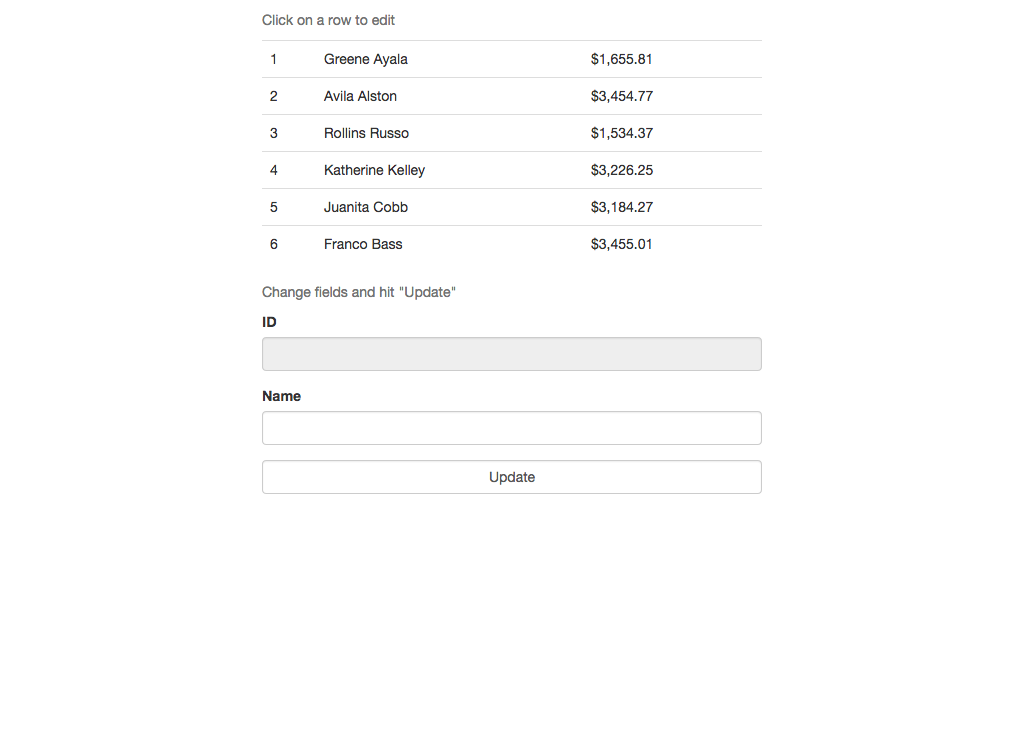 Click on a row to edit
1 Greene Ayala $1,655.81
2 Avila Alston $3,454.77
3 Rollins Russo $1,534.37
4 Katherine Kelley $3,226.25
5 Juanita Cobb $3,184.27
6 Franco Bass $3,455.01
Change fields and hit "Update"
ID
Name
Update